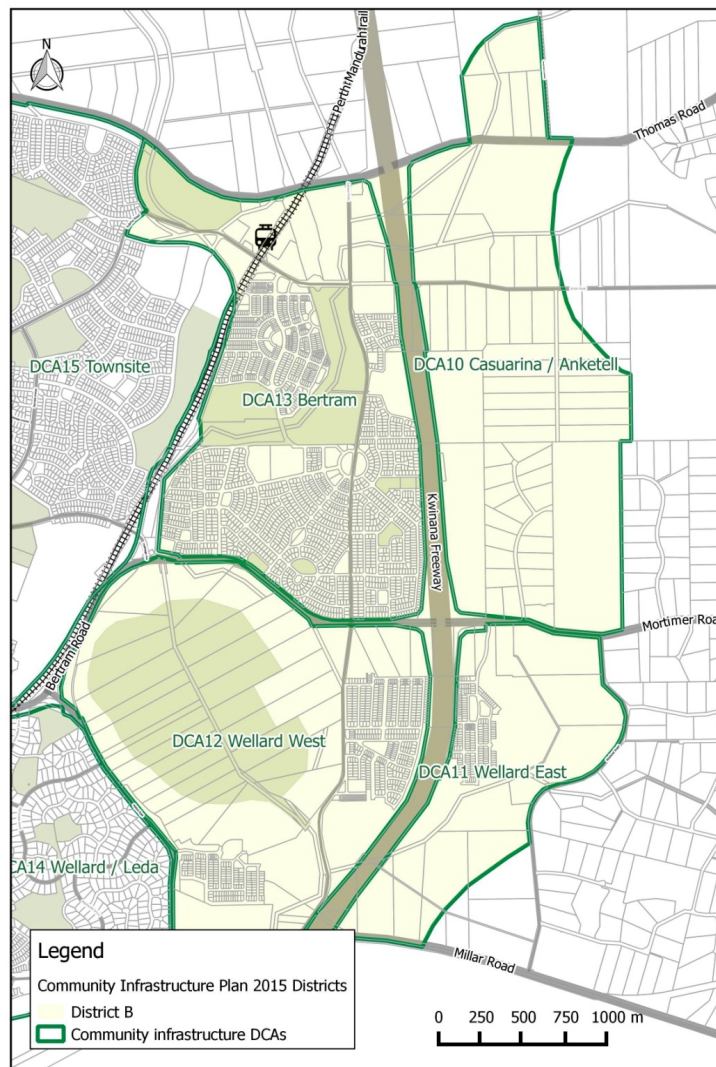 N
Perth Mandurah rail
Thomas Road
DCA15 Townsite
DCA10 Casuarina / Anketell
DCA13 Bertram
Kwinana Freeway
Mortimer Roa
Bertram Road
DCA12 Wellard West
DCA11 Wellard East
CA14 Wellard / Leda
Millar Road
Legend
Community Infrastructure Plan 2015 Districts
District B
Community infrastructure DCAs
0 250 500 750 1000 m